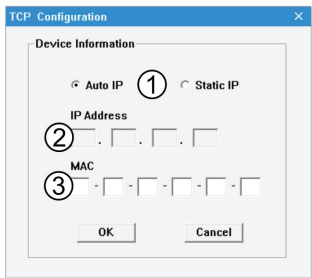 TCP Configuration ×
Device Information
Auto IP 1 Static IP
IP Address
2 . . .
MAC
3 - - - - -
OK Cancel